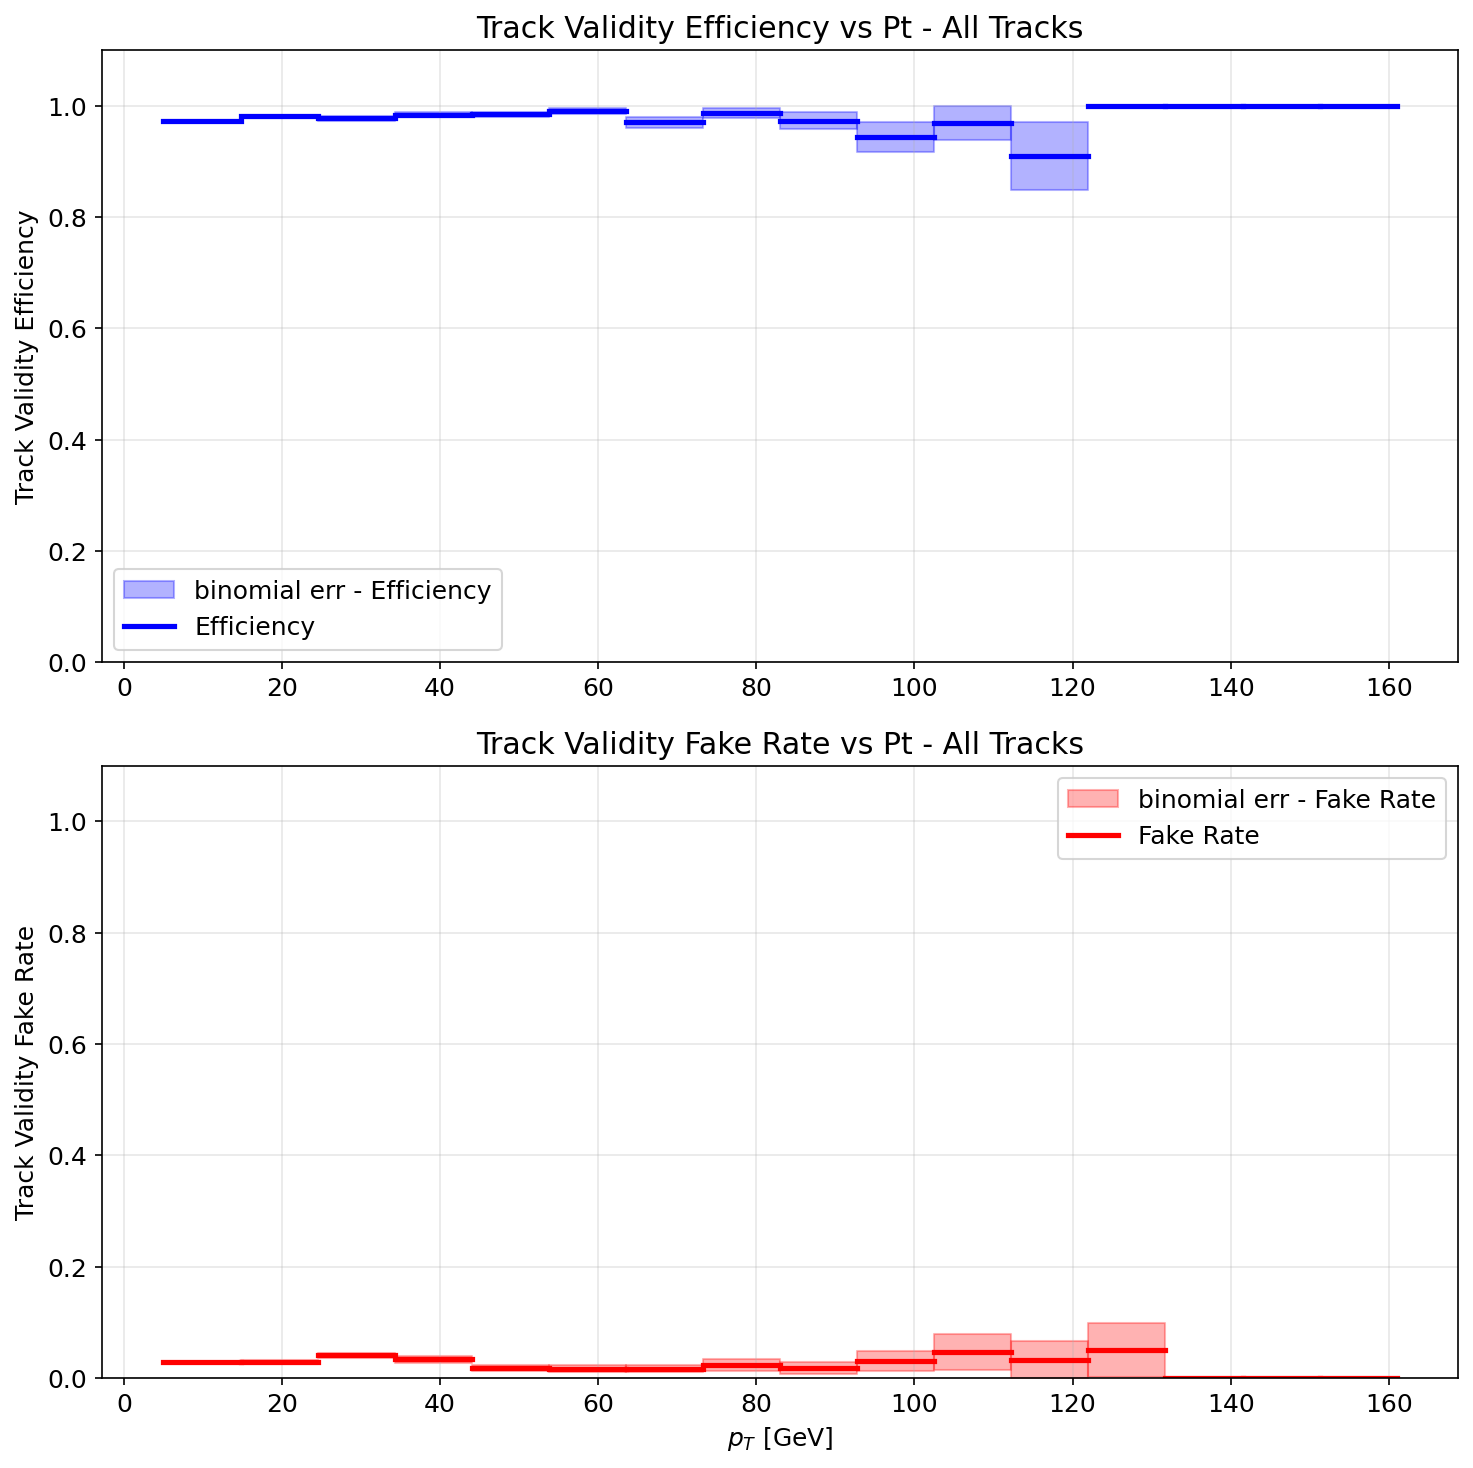 Track Validity Efficiency vs Pt - All Tracks
Track Validity Efficiency
1.0
0.8
0.6
0.4
0.2
0.0
binomial err - Efficiency
Efficiency
0 20 40 60 80 100 120 140 160
Track Validity Fake Rate vs Pt - All Tracks
Track Validity Fake Rate
1.0
0.8
0.6
0.4
0.2
0.0
binomial err - Fake Rate
Fake Rate
0 20 40 60 80 100 120 140 160
p_T [GeV]